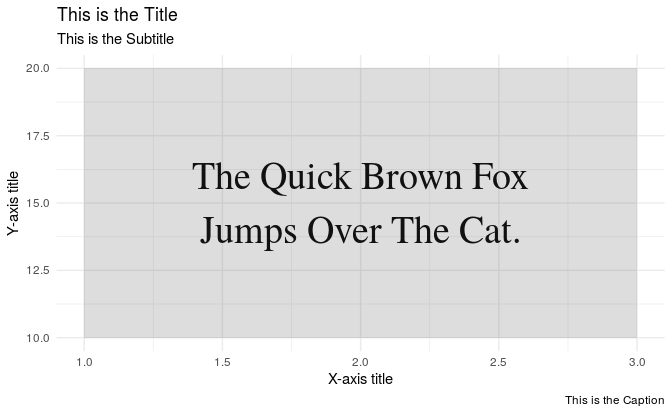 This is the Title
This is the Subtitle
20.0
17.5
15.0
12.5
10.0
Y-axis title
The Quick Brown Fox
Jumps Over The Cat.
1.0 1.5 2.0 2.5 3.0
X-axis title
This is the Caption